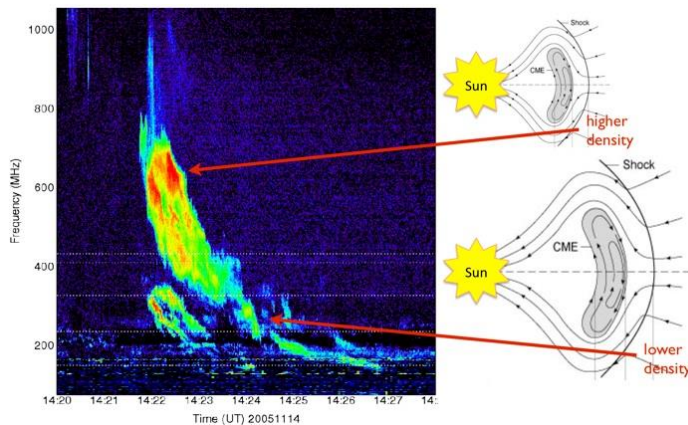 1000
800
600
400
200
Frequency (MHz)
14:20
14:21
14:22
14:23
14:24
14:25
14:26
14:27
14:
Time (UT) 20051114
Shock
CME
Sun
higher
density
Shock
CME
Sun
lower
density